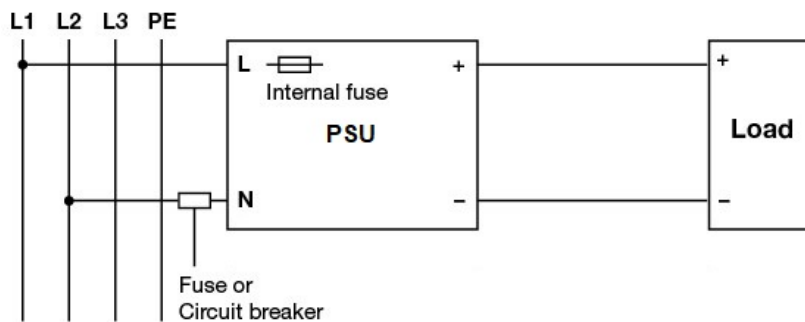 L1 L2 L3 PE
L
+
Internal fuse
PSU
N
−
+
Load
−
Fuse or
Circuit breaker